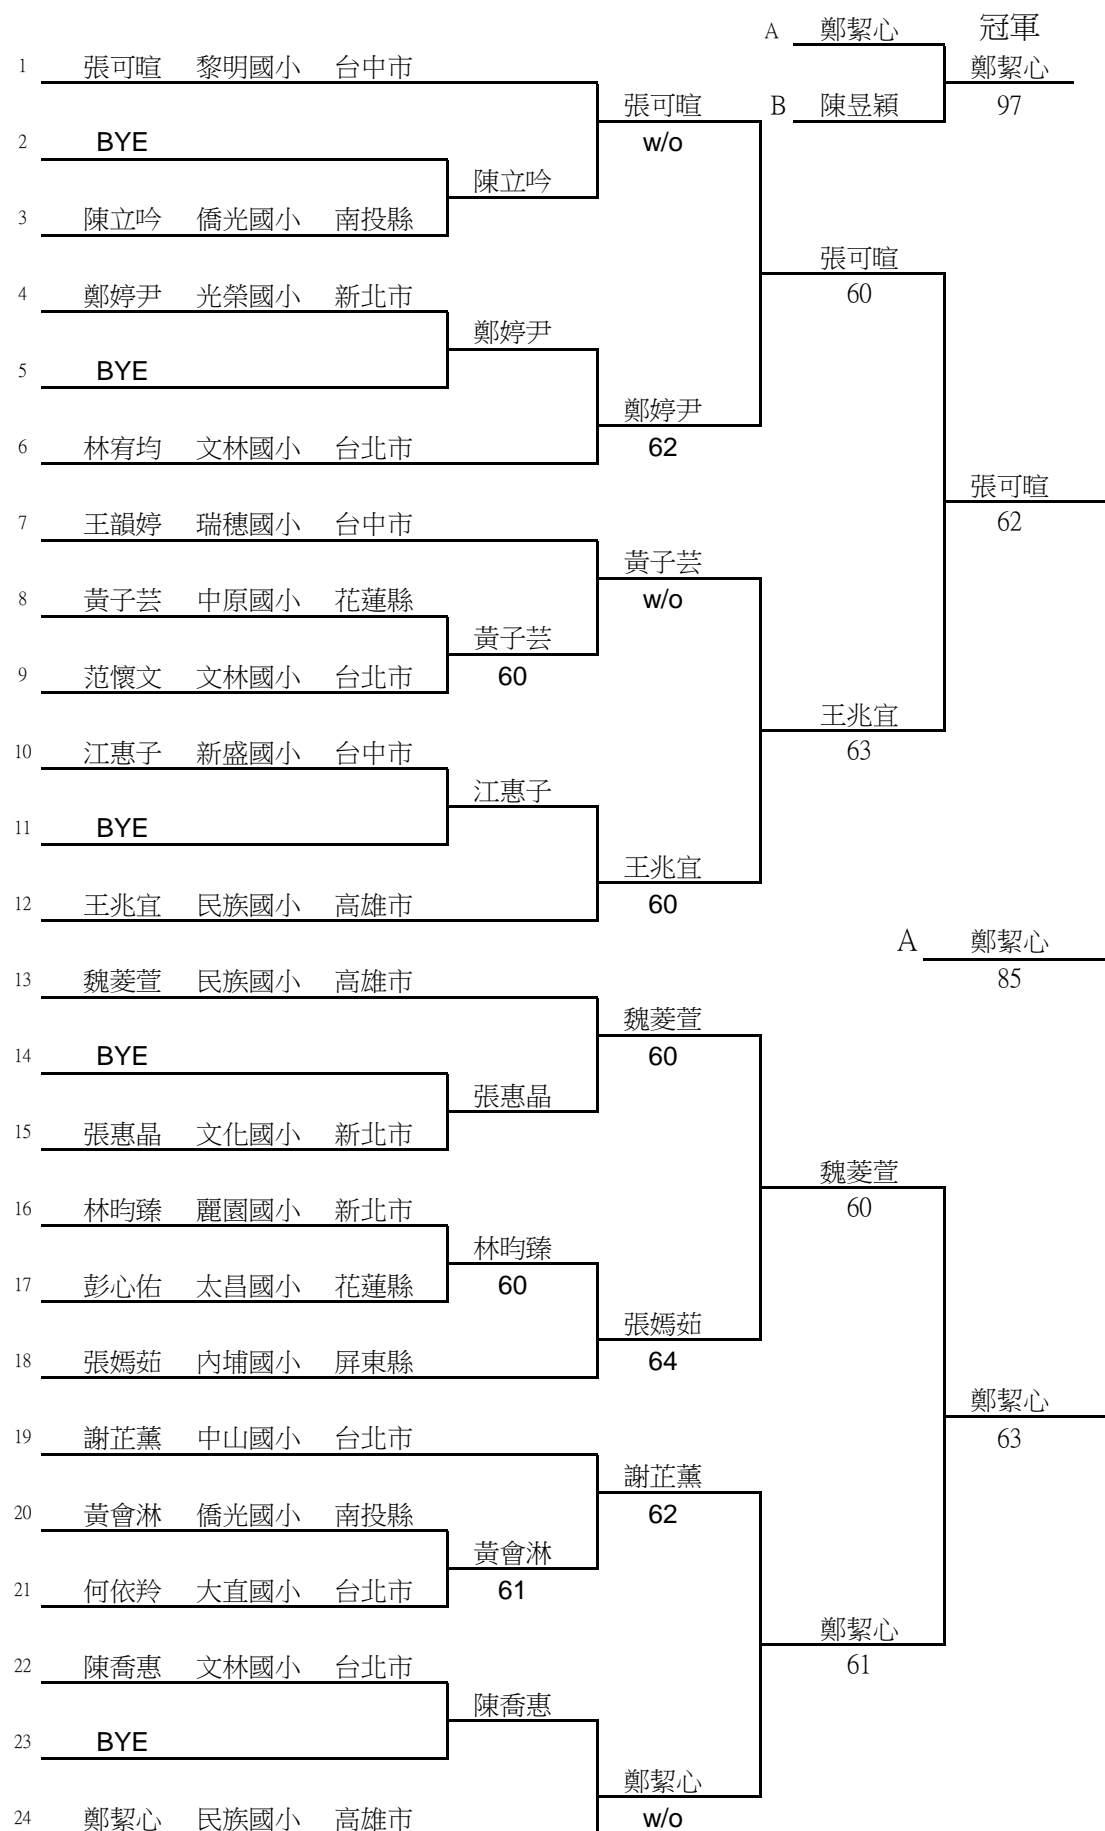 A 鄭絜心 冠軍
1 張可暄 黎明國小 台中市 鄭絜心
張可暄 B 陳昱穎 97
2 BYE w/o
陳立吟
3 陳立吟 僑光國小 南投縣
張可暄
4 鄭婷尹 光榮國小 新北市 60
鄭婷尹
5 BYE
鄭婷尹
6 林宥均 文林國小 台北市 62
張可暄
7 王韻婷 瑞穗國小 台中市 62
黃子芸
8 黃子芸 中原國小 花蓮縣 w/o
黃子芸
9 范懷文 文林國小 台北市 60
王兆宜
10 江惠子 新盛國小 台中市 63
江惠子
11 BYE
王兆宜
12 王兆宜 民族國小 高雄市 60
A 鄭絜心
13 魏菱萱 民族國小 高雄市 85
魏菱萱
14 BYE 60
張惠晶
15 張惠晶 文化國小 新北市
魏菱萱
16 林昀臻 麗園國小 新北市 60
林昀臻
17 彭心佑 太昌國小 花蓮縣 60
張嫣茹
18 張嫣茹 內埔國小 屏東縣 64
鄭絜心
19 謝芷薰 中山國小 台北市 63
謝芷薰
20 黃會淋 僑光國小 南投縣 62
黃會淋
21 何依羚 大直國小 台北市 61
鄭絜心
22 陳喬惠 文林國小 台北市 61
陳喬惠
23 BYE
鄭絜心
24 鄭絜心 民族國小 高雄市 w/o